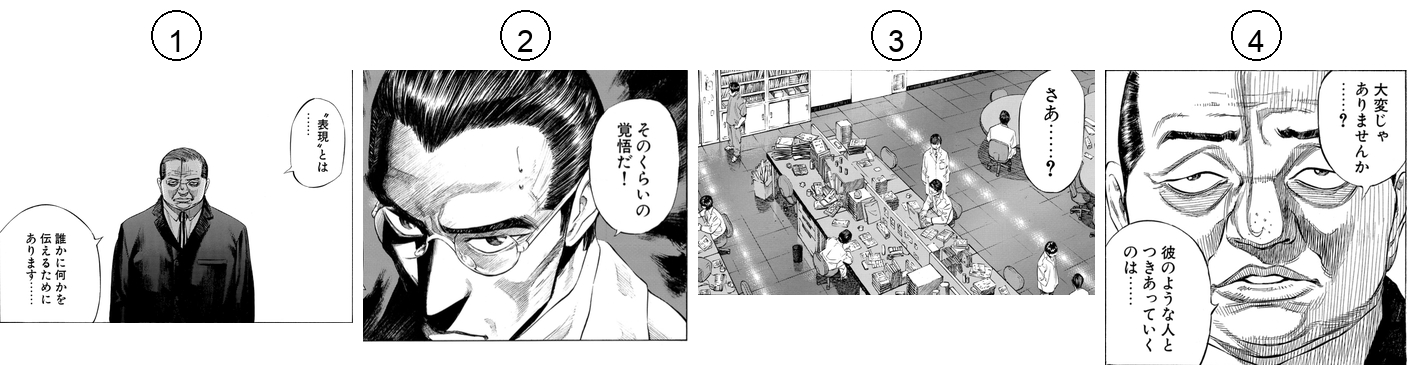 1
〝表現〟とは
……
誰かに何かを
伝えるために
あります……
2
そのくらいの
覚悟だ！
3
さあ……？
4
大変じゃ
ありませんか
……？
彼のような人と
つきあっていく
のは……